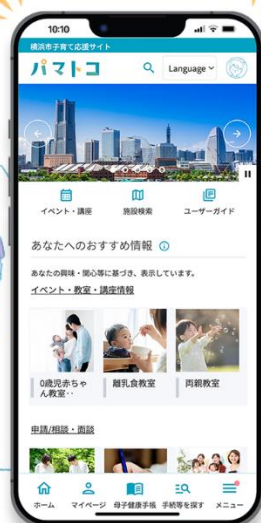 10:10
横浜市子育て応援サイト
パマトコ
Language
イベント・講座
施設検索
ユーザーガイド
あなたへのおすすめ情報
あなたの興味・関心等に基づき、表示しています。
イベント・教室・講座情報
0歳児赤ちゃ
ん教室‥
離乳食教室
両親教室
申請/相談・面談
ホーム
マイページ
母子健康手帳
手続等を探す
メニュー